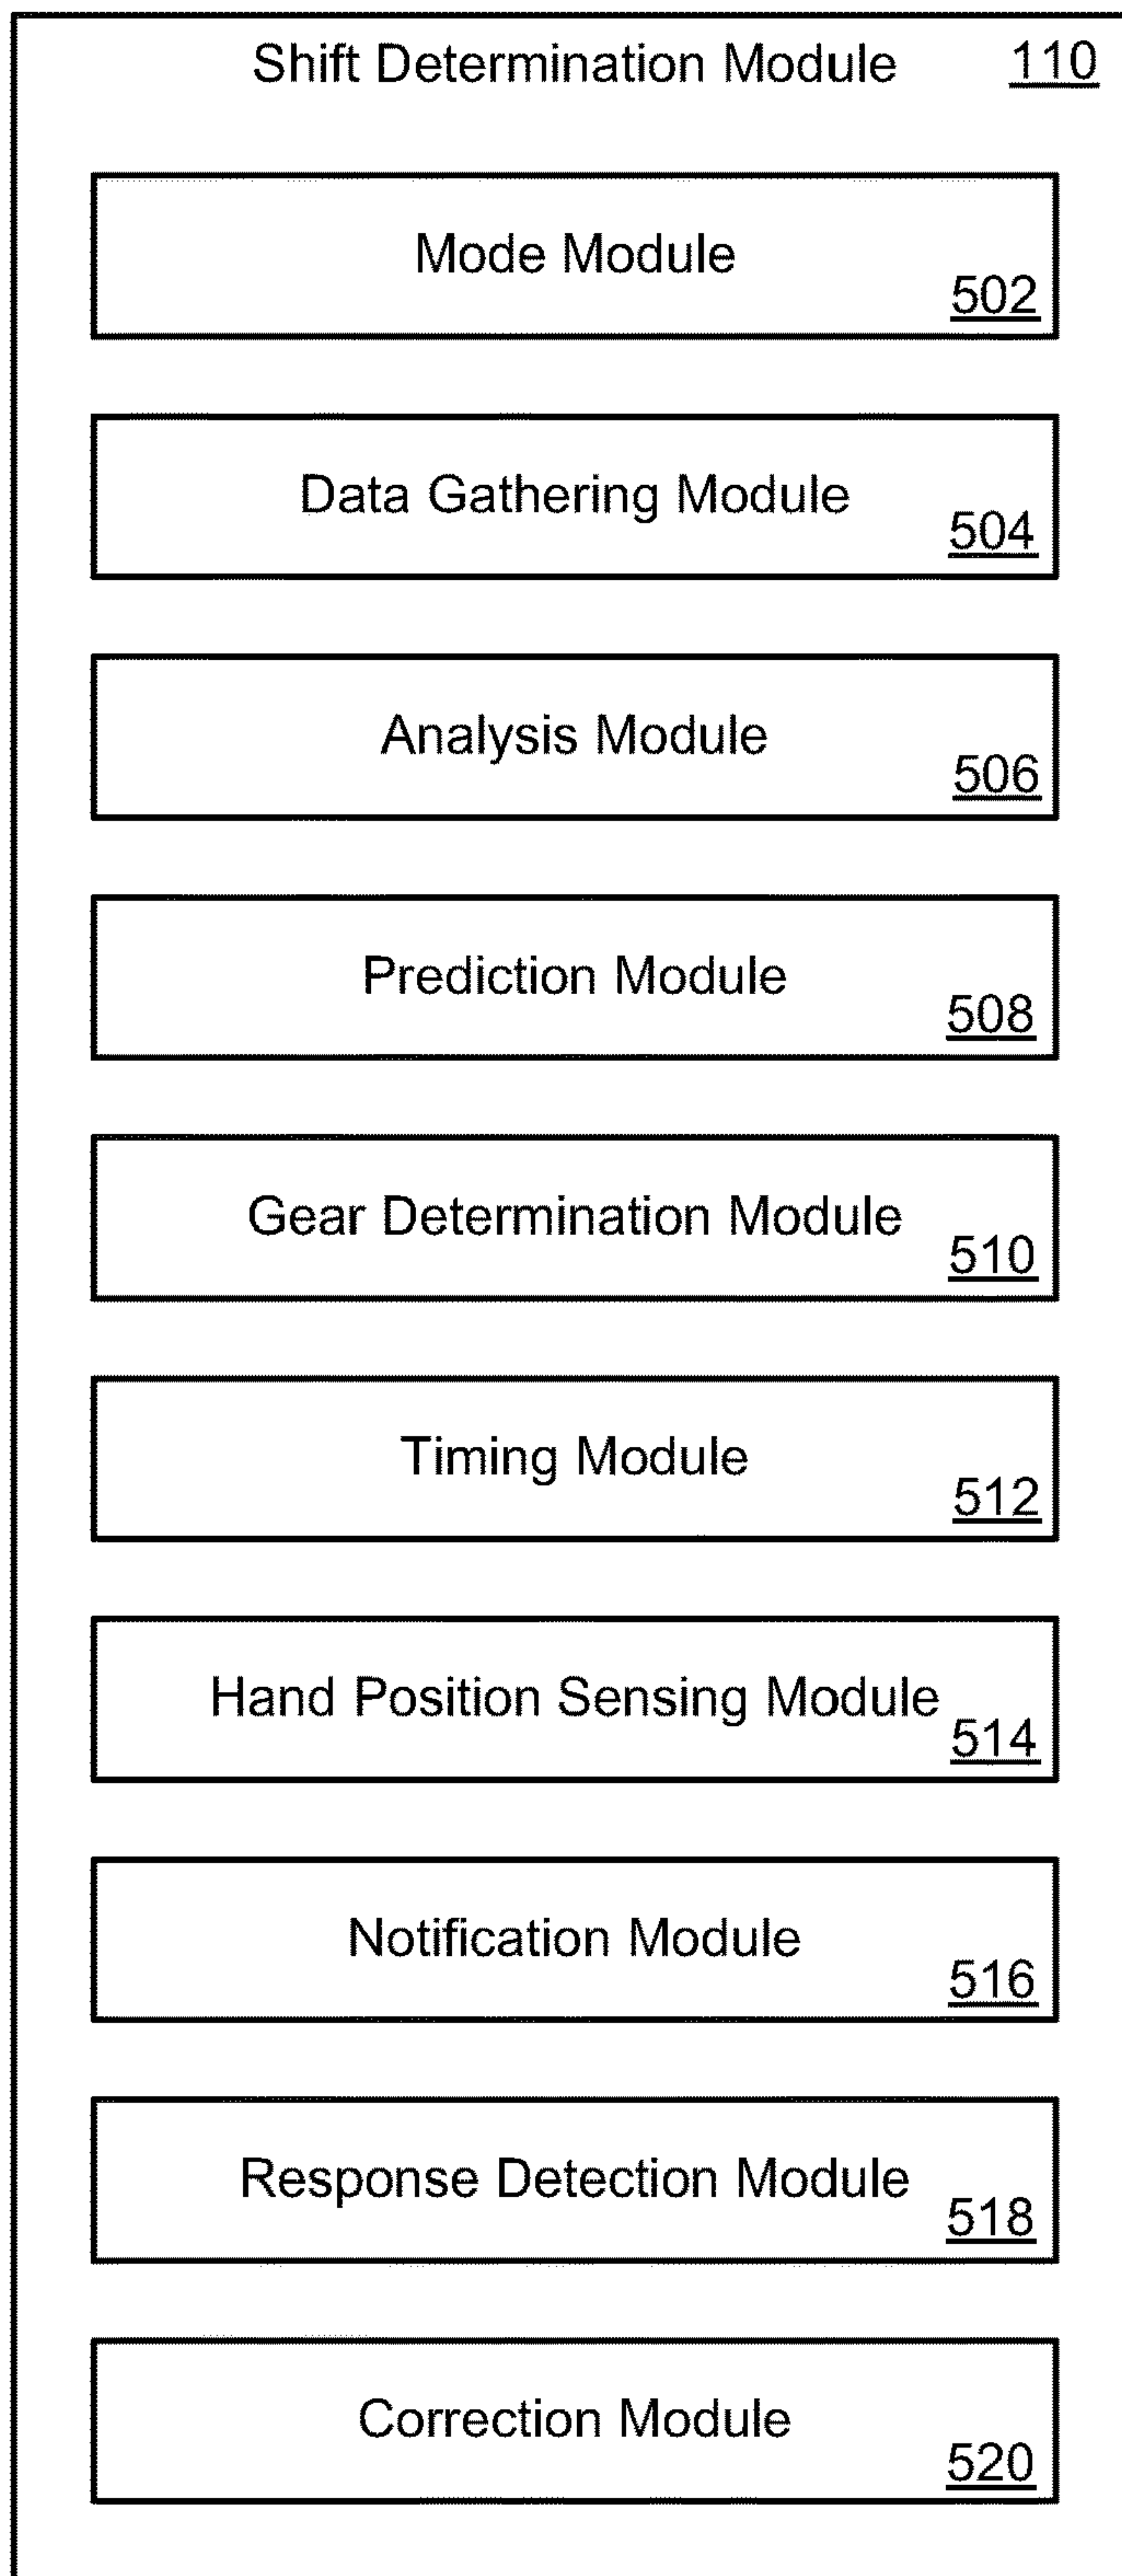 Shift Determination Module 110
Mode Module
502
Data Gathering Module
504
Analysis Module
506
Prediction Module
508
Gear Determination Module
510
Timing Module
512
Hand Position Sensing Module
514
Notification Module
516
Response Detection Module
518
Correction Module
520